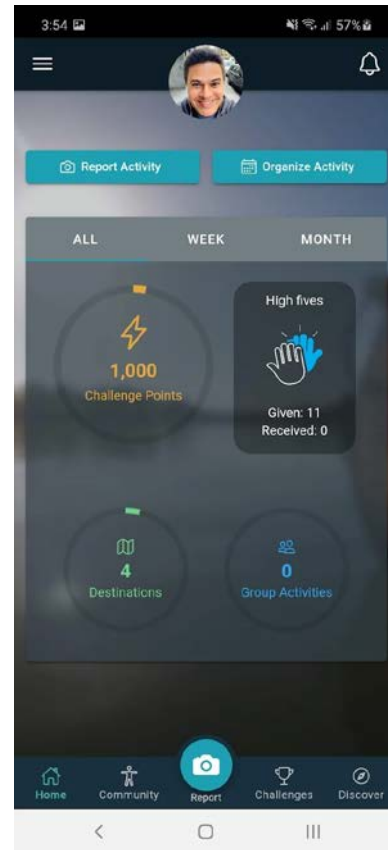 3:54 57%
Report Activity Organize Activity
ALL WEEK MONTH
High fives
1,000
Challenge Points
Given: 11
Received: 0
4
Destinations
0
Group Activities
Home Community Report Challenges Discover